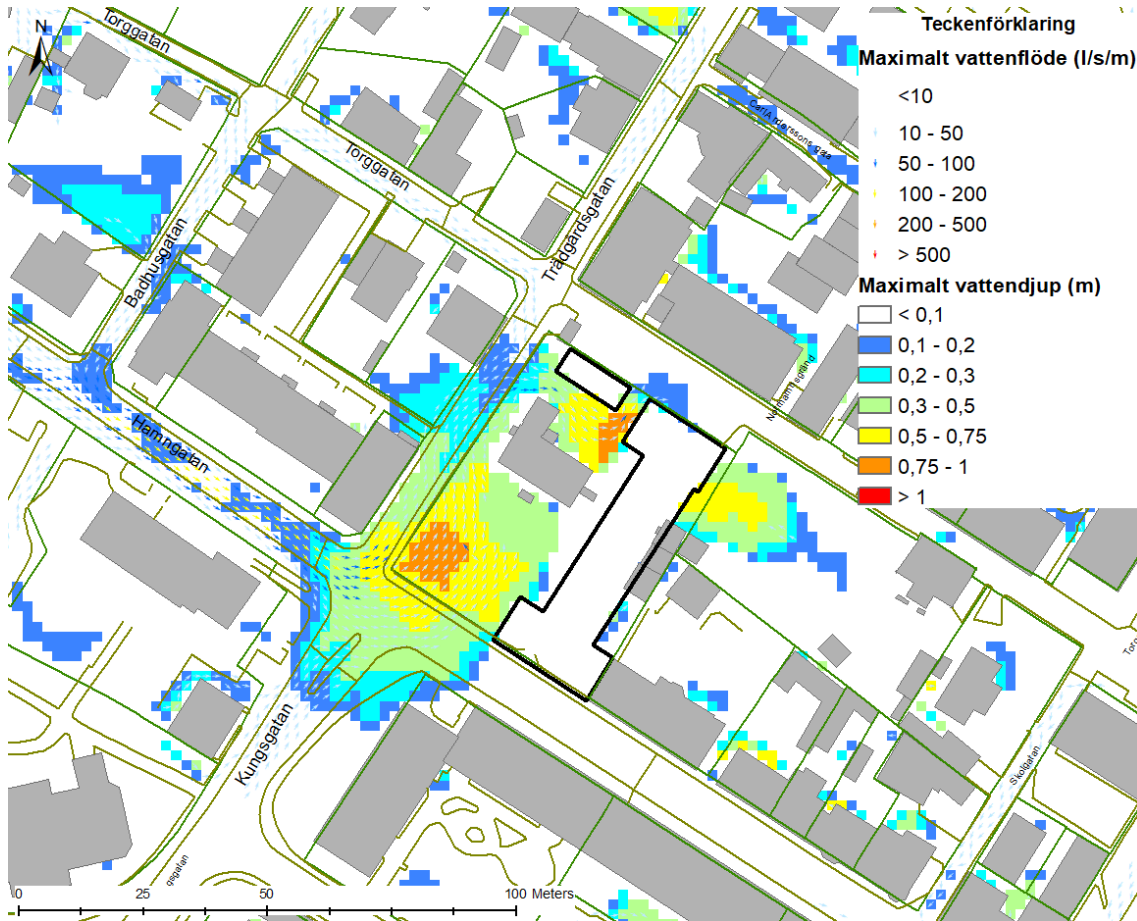 Torggatan
N
Teckenförklaring
Maximalt vattenflöde (l/s/m)
<10
10 - 50
50 - 100
100 - 200
200 - 500
> 500
Maximalt vattendjup (m)
< 0,1
0,1 - 0,2
0,2 - 0,3
0,3 - 0,5
0,5 - 0,75
0,75 - 1
> 1
Torggatan
Trädgårdsgatan
Badhusgatan
Hamngatan
Kungsgatan
Skolgatan
gsgatan
0 25 50 100 Meters